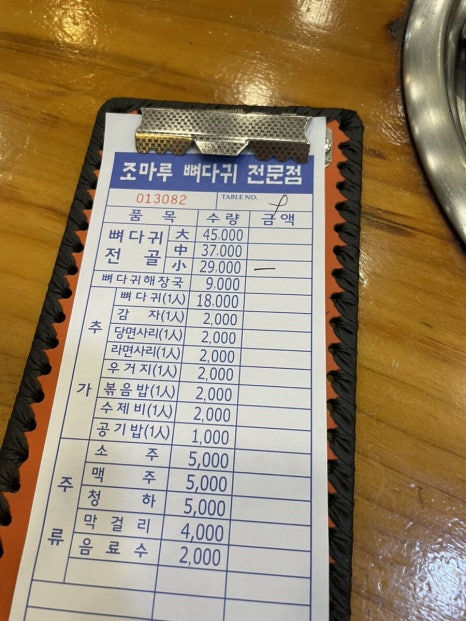 조마루 뼈다귀 전문점
013082 TABLE NO.
품 목 수량 금액
뼈다귀 전골 大 45.000
中 37.000
小 29.000 —
뼈다귀해장국 9.000
추가 뼈다귀(1人) 18.000
감 자(1人) 2,000
당면사리(1人) 2,000
라면사리(1人) 2,000
우거지(1人) 2,000
볶음밥(1人) 2,000
수제비(1人) 2,000
공기밥(1人) 1,000
주류 소 주 5,000
맥 주 5,000
청 하 5,000
막걸리 4,000
음료수 2,000